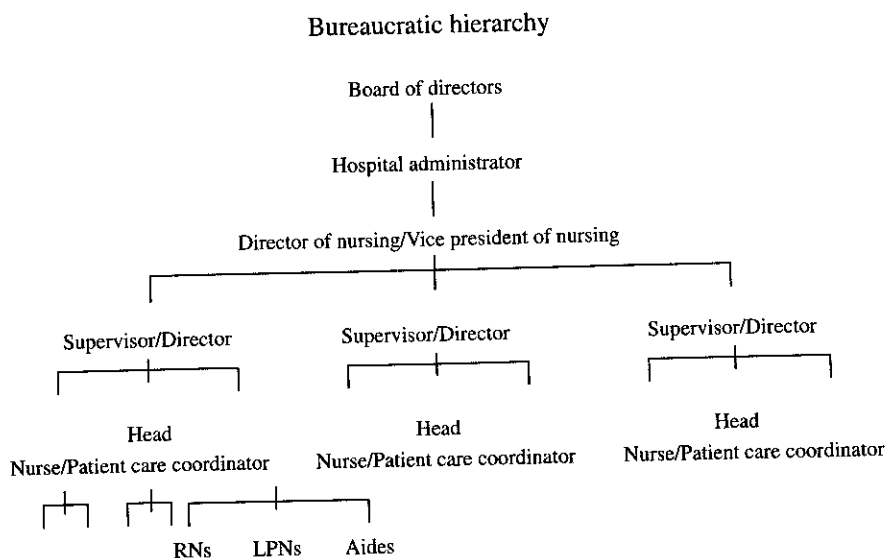 Bureaucratic hierarchy
Board of directors
Hospital administrator
Director of nursing/Vice president of nursing
Supervisor/Director
Supervisor/Director
Supervisor/Director
Head
Nurse/Patient care coordinator
Head
Nurse/Patient care coordinator
Head
Nurse/Patient care coordinator
RNs
LPNs
Aides